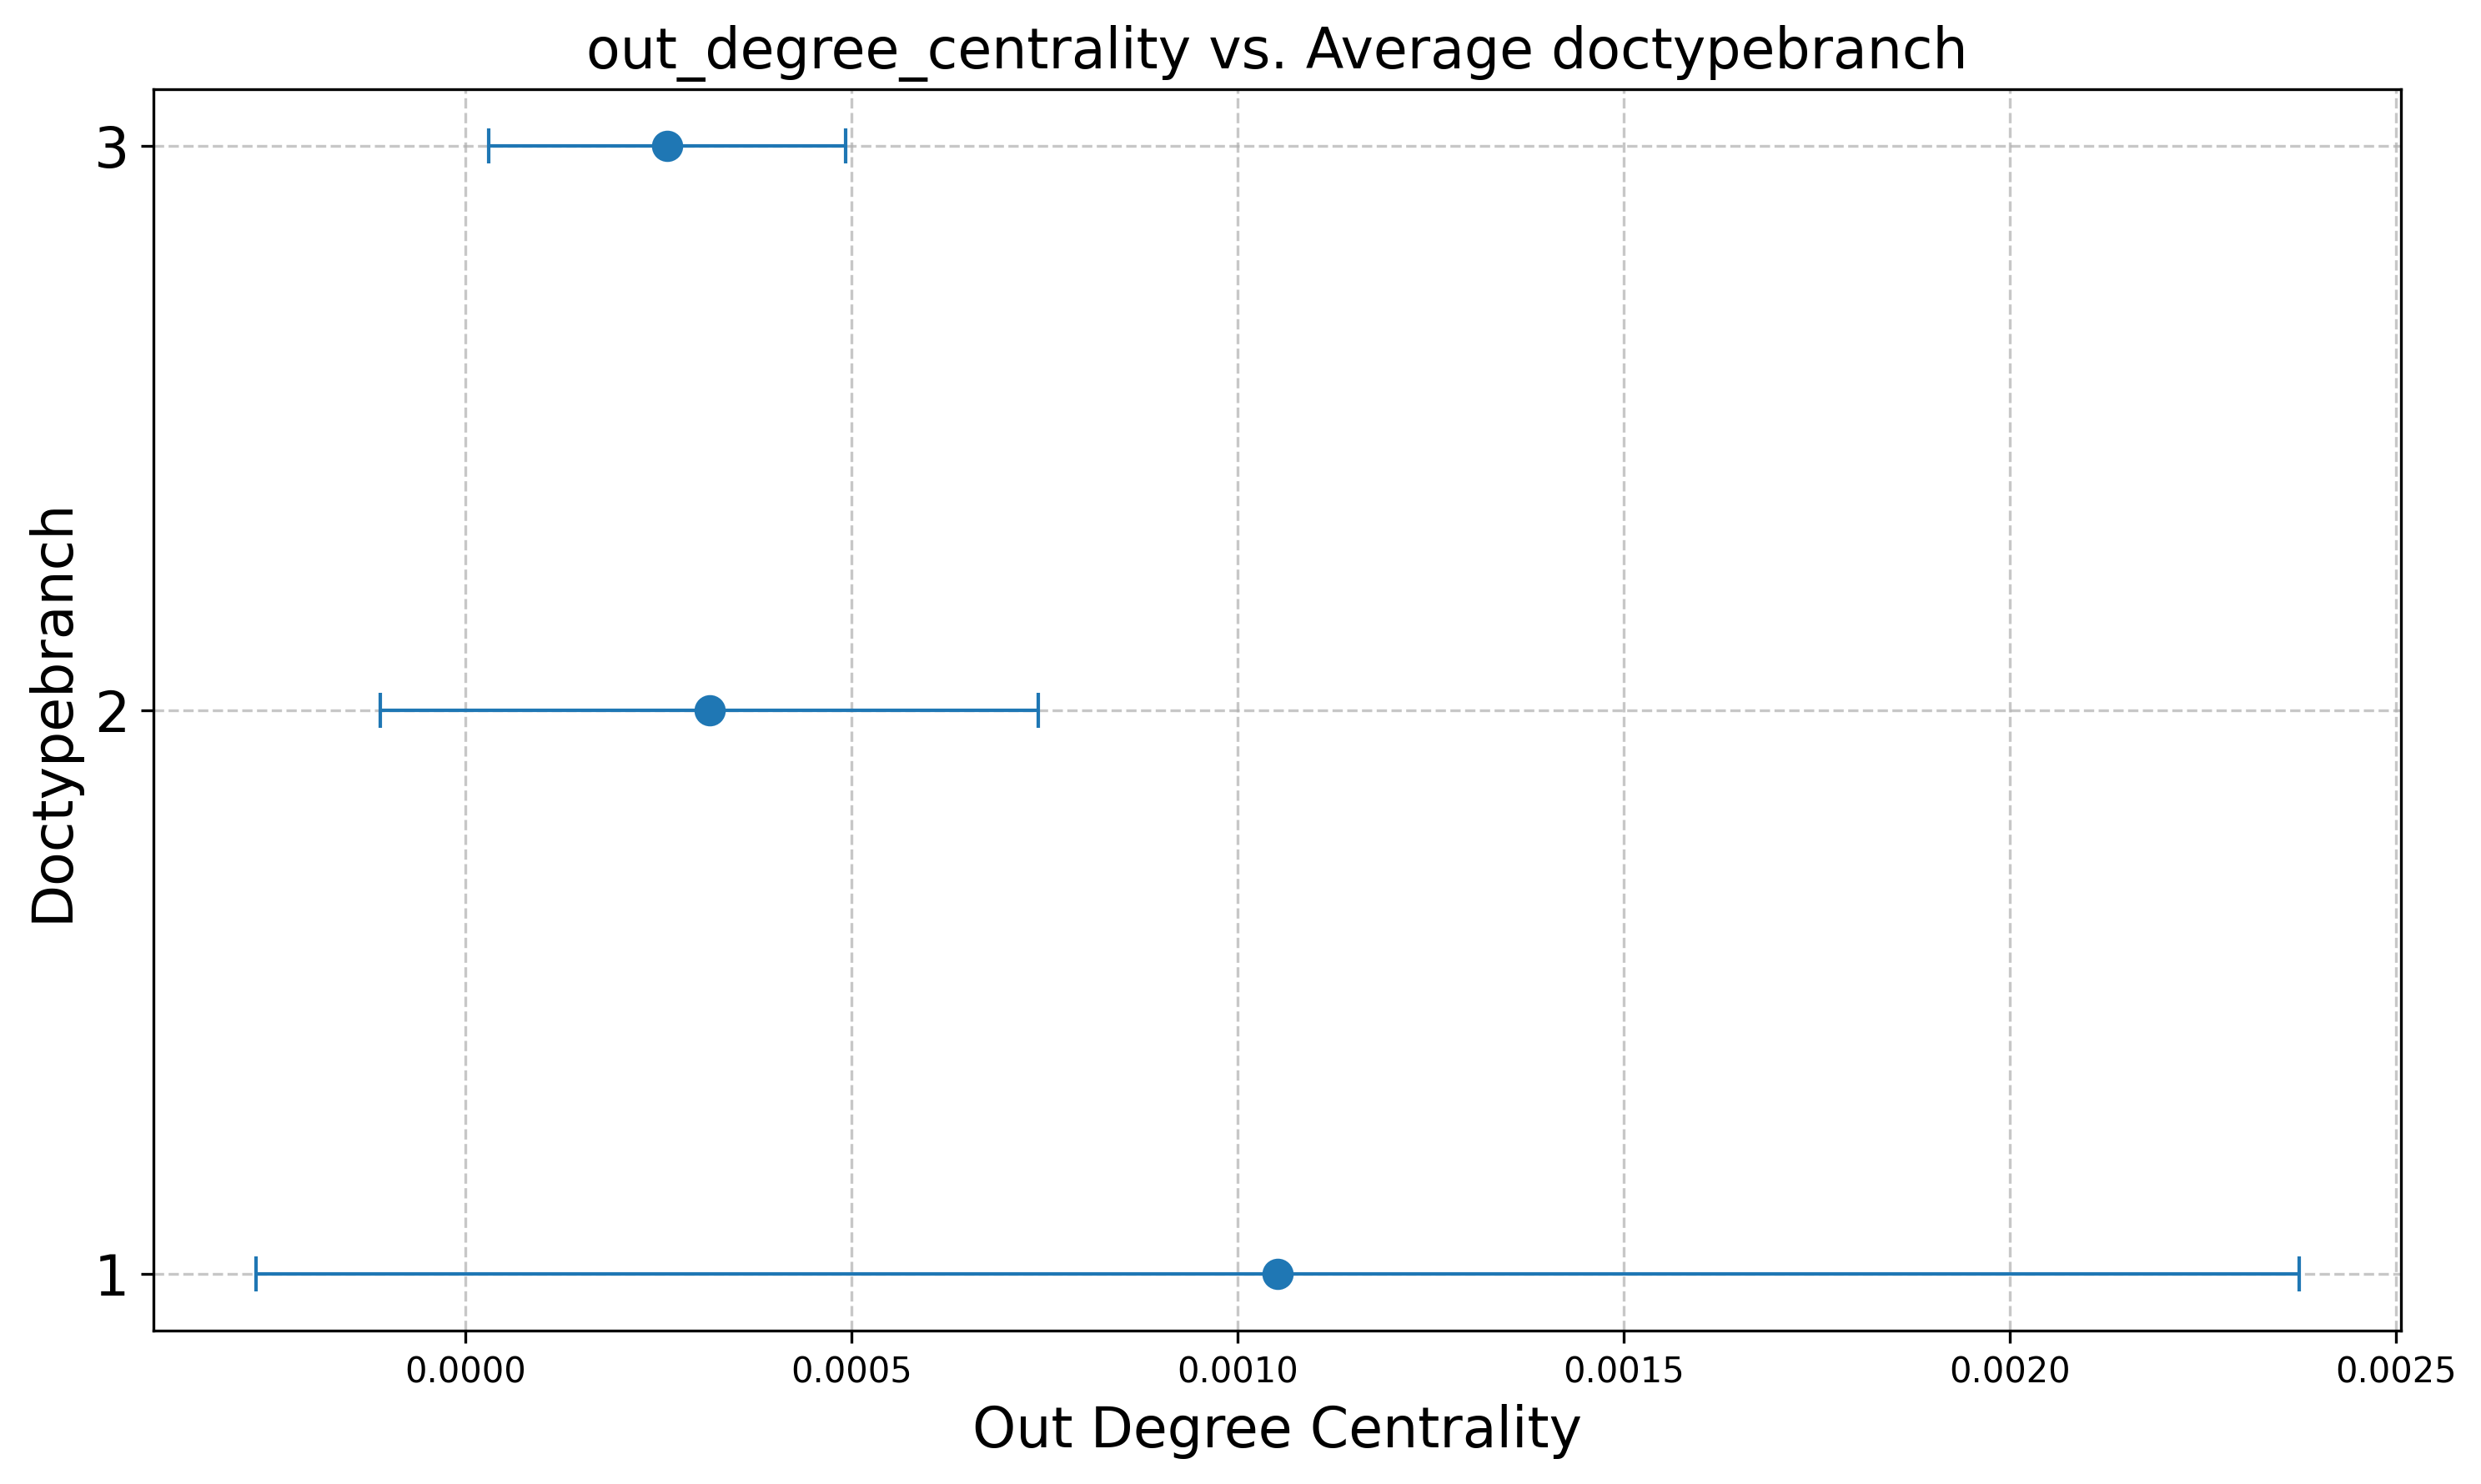 out_degree_centrality vs. Average doctypebranch
3
2
1
Doctypebranch
0.0000 0.0005 0.0010 0.0015 0.0020 0.0025
Out Degree Centrality